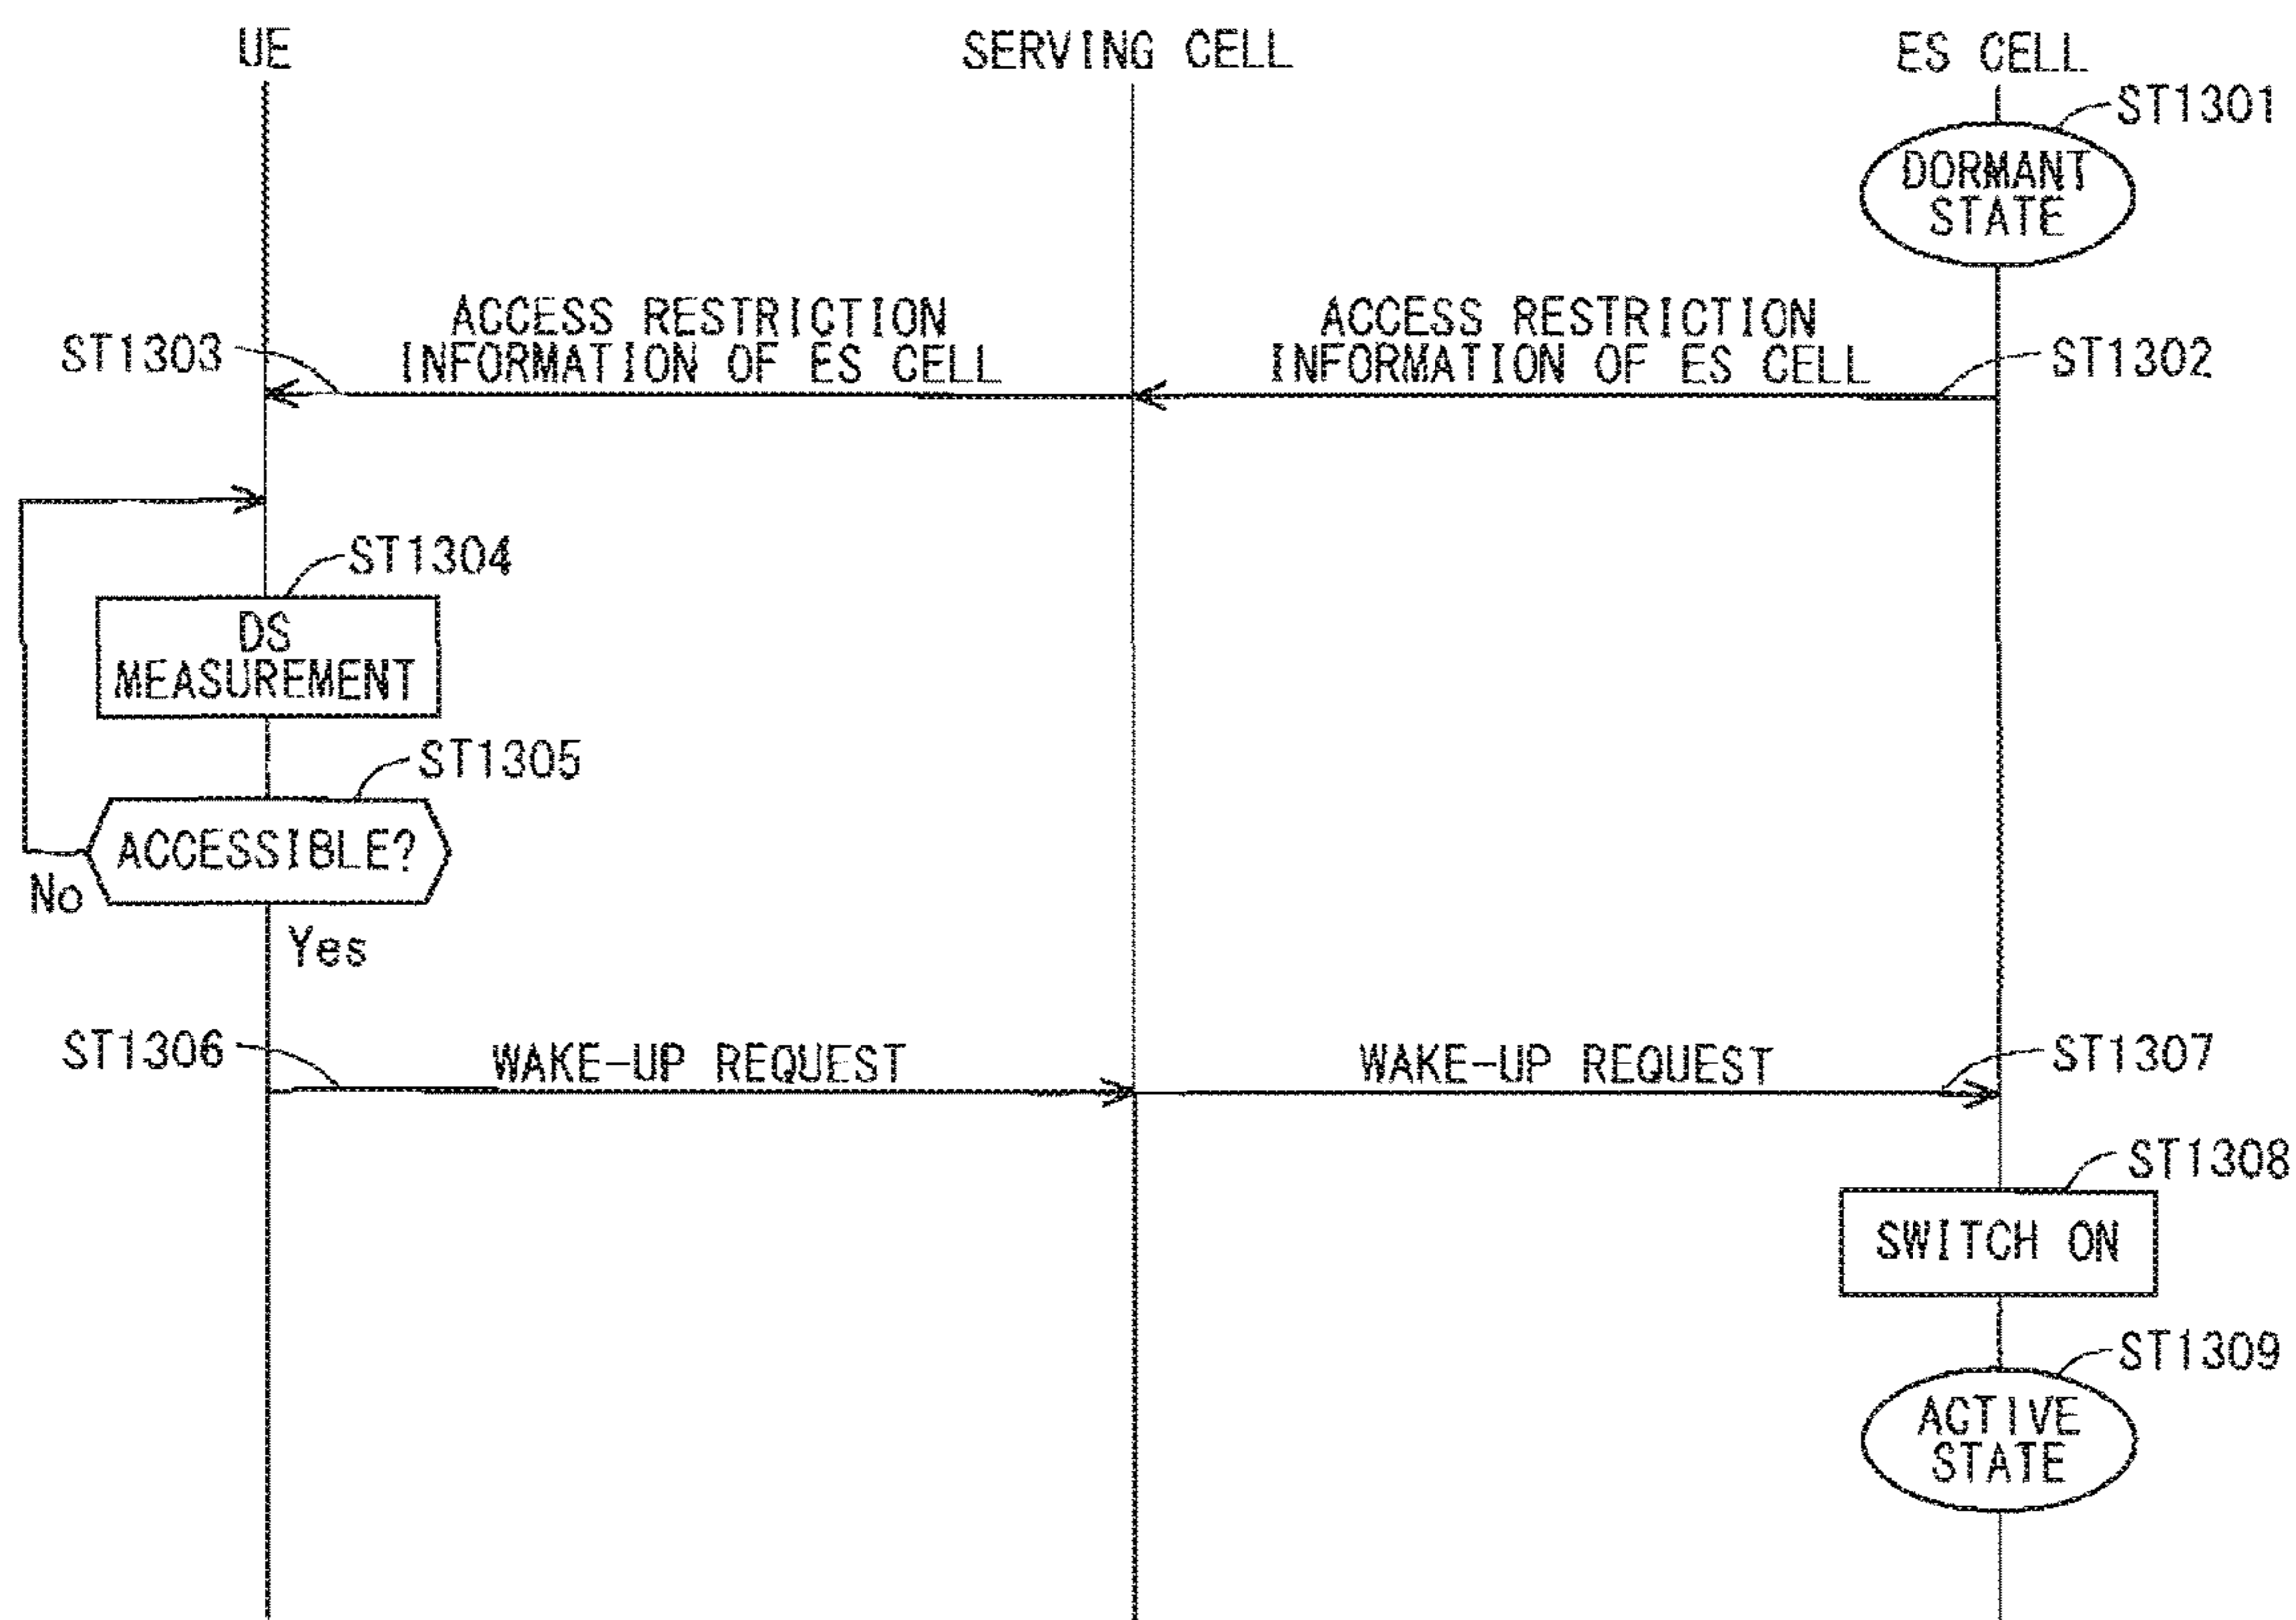 UE
SERVING CELL
ES CELL
ST1301
DORMANT
STATE
ACCESS RESTRICTION
INFORMATION OF ES CELL
ST1303
ACCESS RESTRICTION
INFORMATION OF ES CELL
ST1302
ST1304
DS
MEASUREMENT
ST1305
ACCESSIBLE?
No
Yes
ST1306
WAKE-UP REQUEST
WAKE-UP REQUEST
ST1307
ST1308
SWITCH ON
ST1309
ACTIVE
STATE